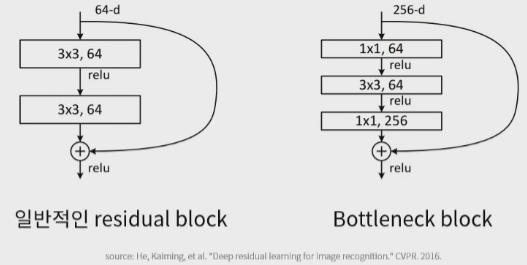 64-d
3x3, 64
relu
3x3, 64
+
relu
일반적인 residual block
256-d
1x1, 64
relu
3x3, 64
relu
1x1, 256
+
relu
Bottleneck block
source: He, Kaiming, et al. "Deep residual learning for image recognition." CVPR. 2016.